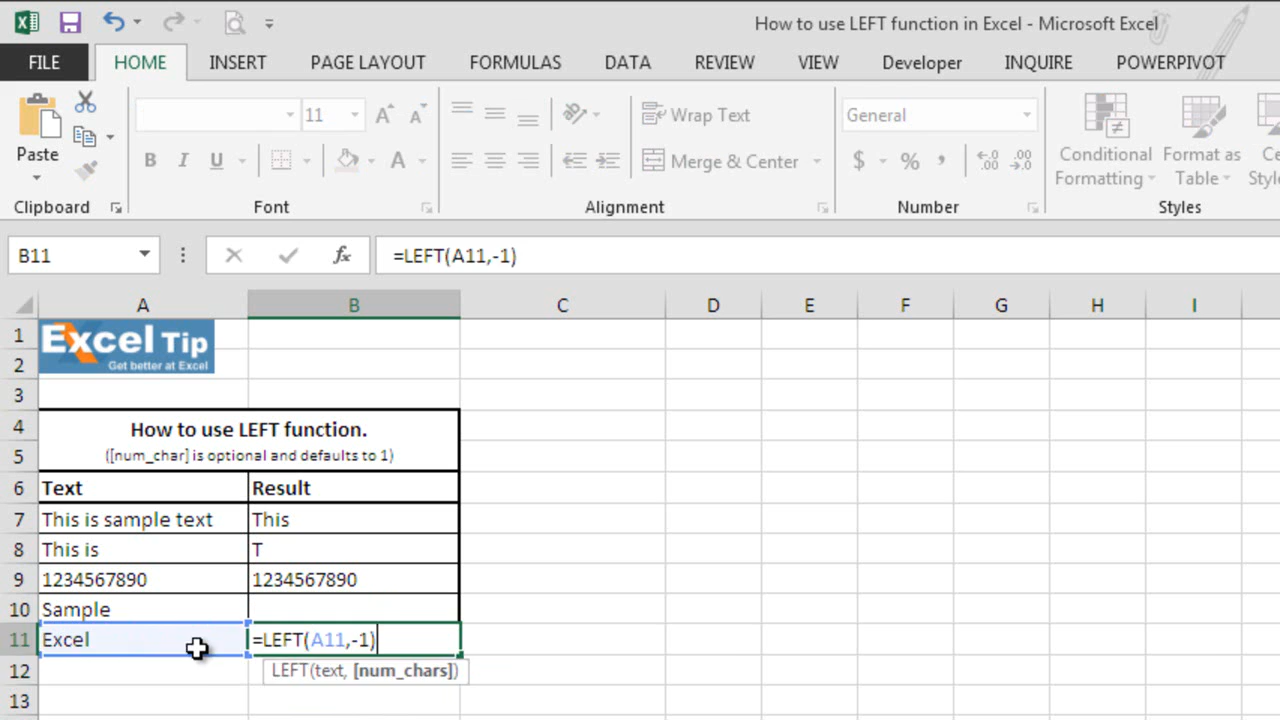 How to use LEFT function in Excel - Microsoft Excel
FILE HOME INSERT PAGE LAYOUT FORMULAS DATA REVIEW VIEW Developer INQUIRE POWERPIVOT
11 A A Wrap Text General
Paste B I U A Merge & Center $ % , .00 .00 Conditional Formatting Format as Table
Clipboard Font Alignment Number Styles
B11 fx =LEFT(A11,-1)
A B C D E F G H I
1 Excel Tip
2 Get better at Excel
3
4 How to use LEFT function.
5 ([num_char] is optional and defaults to 1)
6 Text Result
7 This is sample text This
8 This is T
9 1234567890 1234567890
10 Sample
11 Excel =LEFT(A11,-1)
12 LEFT(text, [num_chars])
13